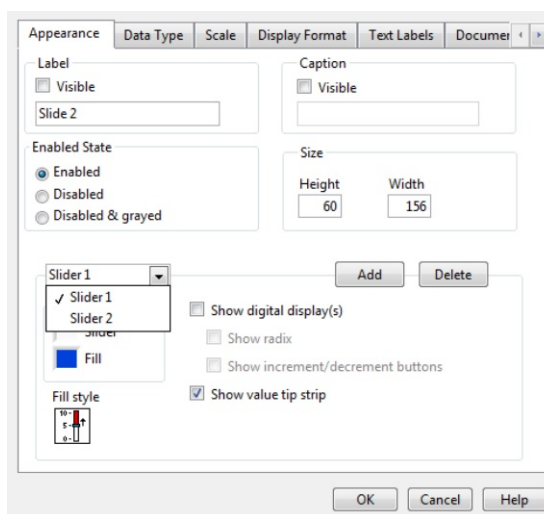 Appearance Data Type Scale Display Format Text Labels Documer
Label
Visible
Slide 2
Caption
Visible
Enabled State
Enabled
Disabled
Disabled & grayed
Size
Height Width
60 156
Slider 1
Add Delete
✓ Slider 1
Slider 2
Slider
Fill
Show digital display(s)
Show radix
Show increment/decrement buttons
Show value tip strip
Fill style
10-
5-
0-
OK Cancel Help